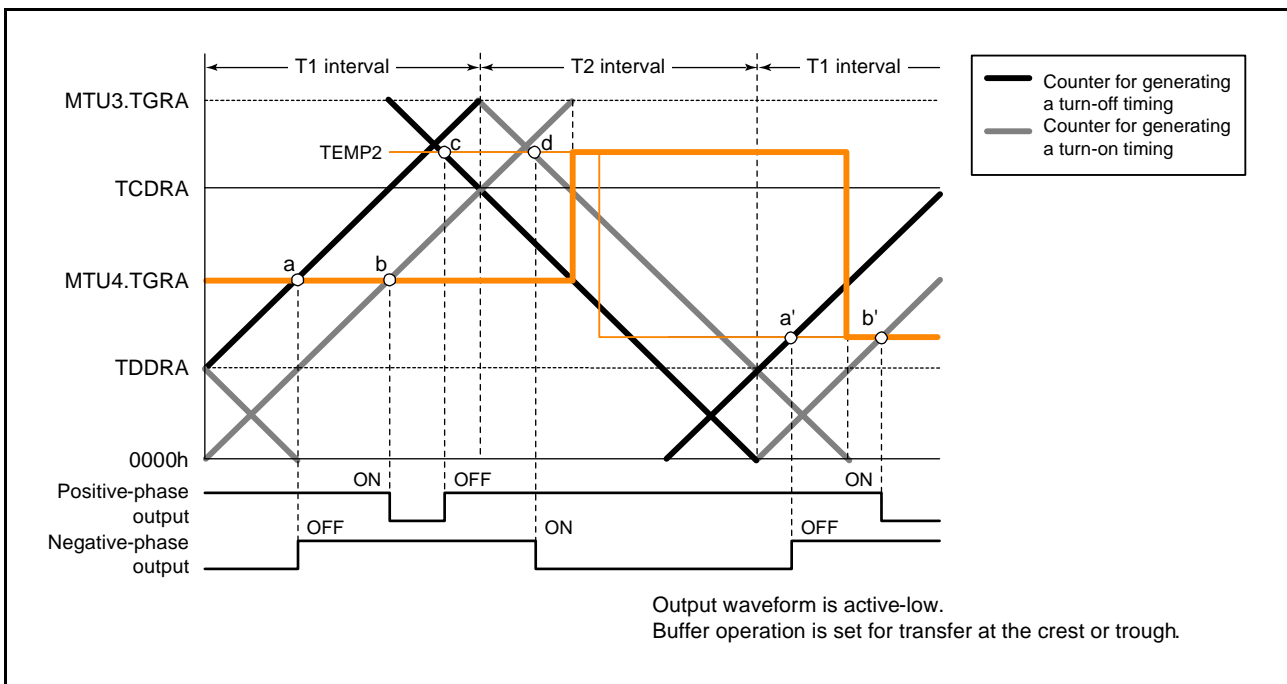 T1 interval
T2 interval
T1 interval
Counter for generating
a turn-off timing
Counter for generating
a turn-on timing
MTU3.TGRA
TEMP2
c
d
TCDRA
MTU4.TGRA
a
b
a'
b'
TDDRA
0000h
Positive-phase
output
ON
OFF
ON
Negative-phase
output
OFF
ON
OFF
Output waveform is active-low.
Buffer operation is set for transfer at the crest or trough.